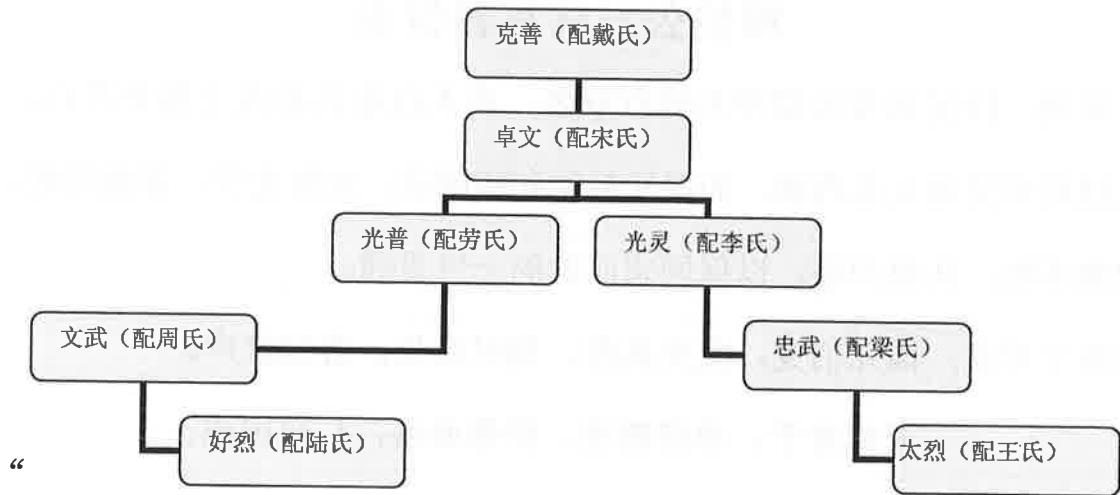 克善（配戴氏）
卓文（配宋氏）
光普（配劳氏）
光灵（配李氏）
文武（配周氏）
忠武（配梁氏）
好烈（配陆氏）
太烈（配王氏）
“